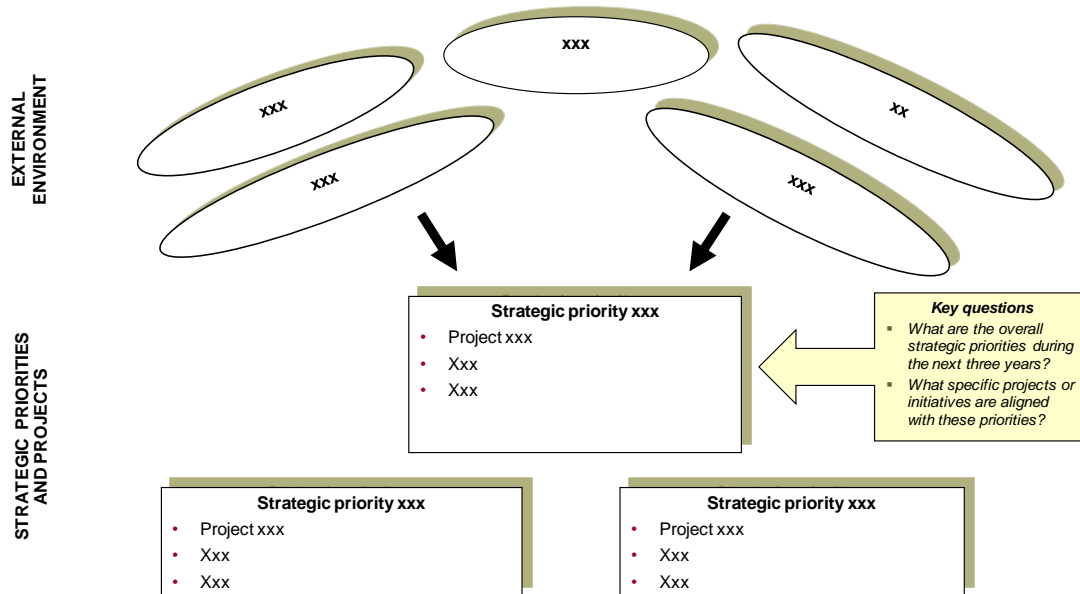 EXTERNAL
ENVIRONMENT
xxx
xxx
xx
xxx
xxx
STRATEGIC PRIORITIES
AND PROJECTS
Strategic priority xxx
• Project xxx
• Xxx
• Xxx
Key questions
▪ What are the overall
strategic priorities during
the next three years?
▪ What specific projects or
initiatives are aligned
with these priorities?
Strategic priority xxx
• Project xxx
• Xxx
• Xxx
Strategic priority xxx
• Project xxx
• Xxx
• Xxx